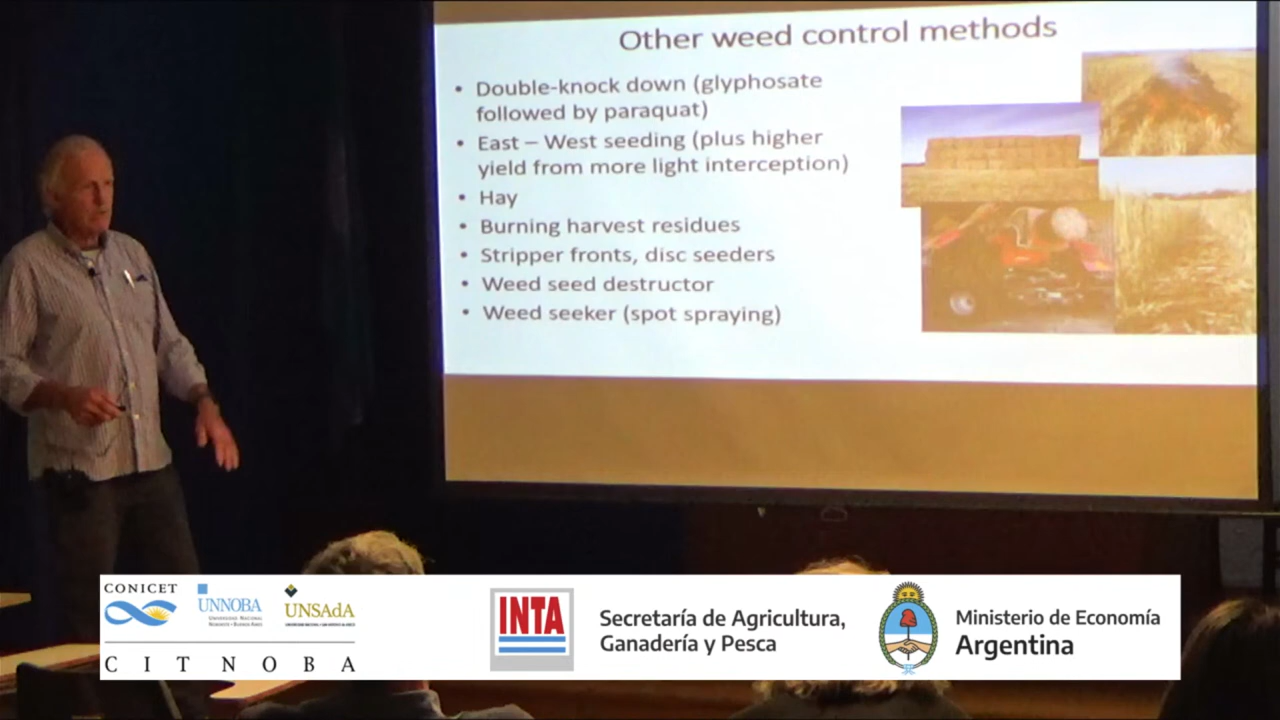 Other weed control methods
• Double-knock down (glyphosate
followed by paraquat)
• East – West seeding (plus higher
yield from more light interception)
• Hay
• Burning harvest residues
• Stripper fronts, disc seeders
• Weed seed destructor
• Weed seeker (spot spraying)
CONICET
UNNOBA
UNSAdA
CITNOBA
INTA
Secretaría de Agricultura,
Ganadería y Pesca
Ministerio de Economía
Argentina